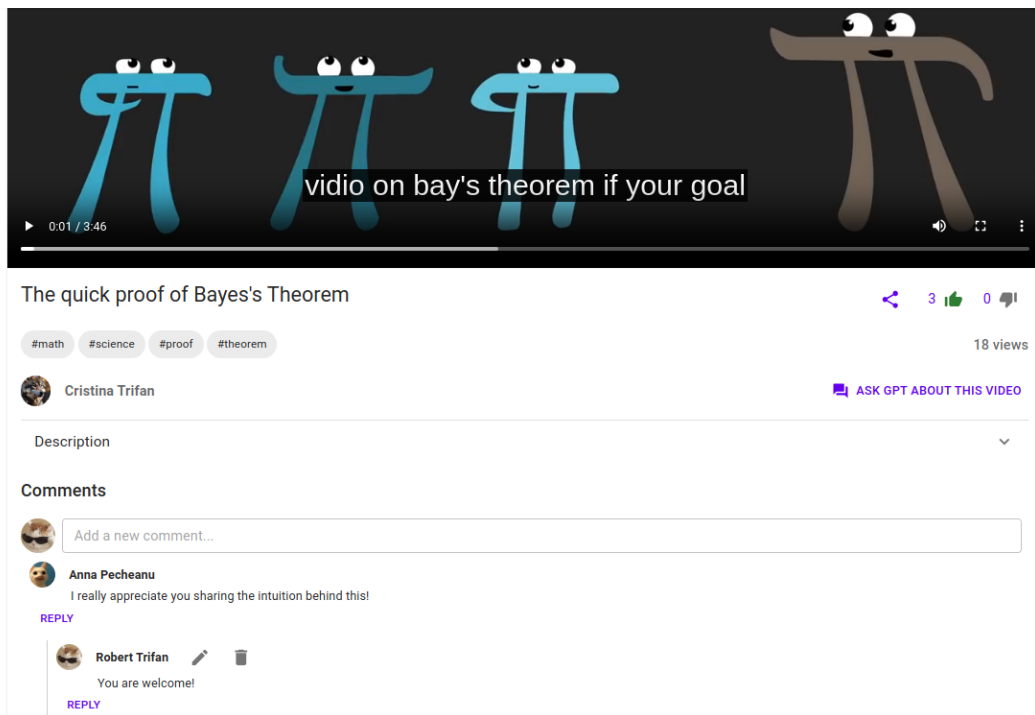 vidio on bay's theorem if your goal
0:01 / 3:46
The quick proof of Bayes's Theorem
3 0
#math #science #proof #theorem
18 views
Cristina Trifan
ASK GPT ABOUT THIS VIDEO
Description
Comments
Add a new comment...
Anna Pecheanu
I really appreciate you sharing the intuition behind this!
REPLY
Robert Trifan
You are welcome!
REPLY